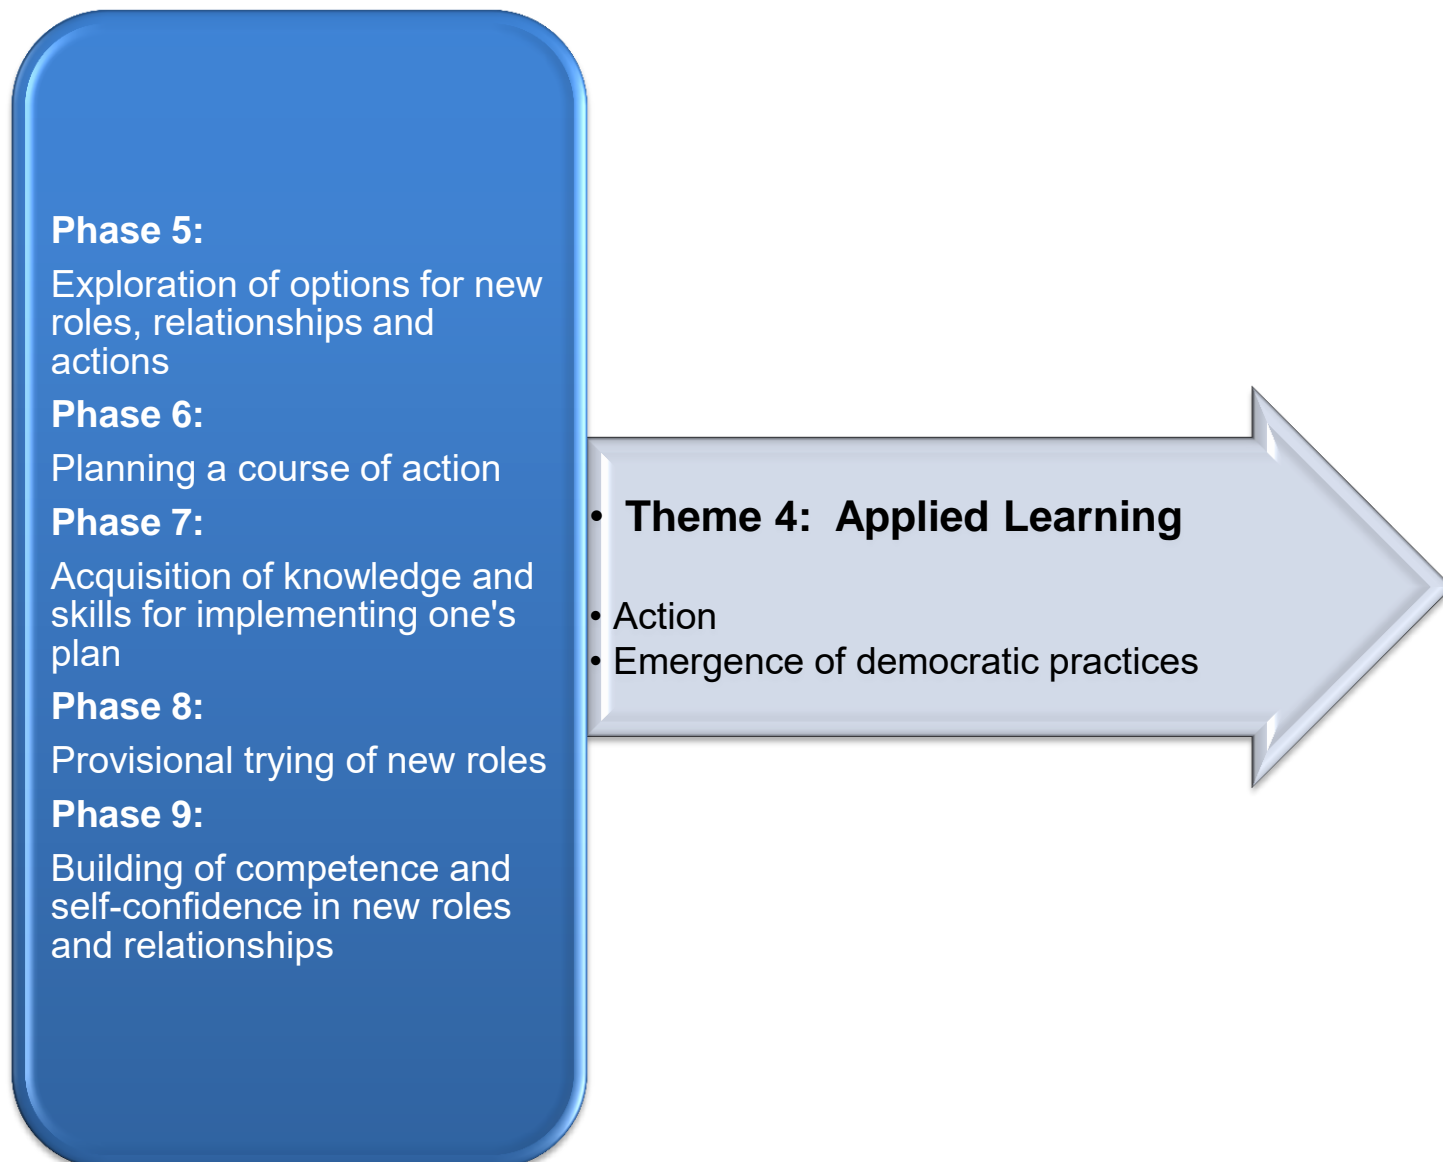 Phase 5:
Exploration of options for new
roles, relationships and
actions
Phase 6:
Planning a course of action
Phase 7:
Acquisition of knowledge and
skills for implementing one's
plan
Phase 8:
Provisional trying of new roles
Phase 9:
Building of competence and
self-confidence in new roles
and relationships
• Theme 4:  Applied Learning
• Action
• Emergence of democratic practices